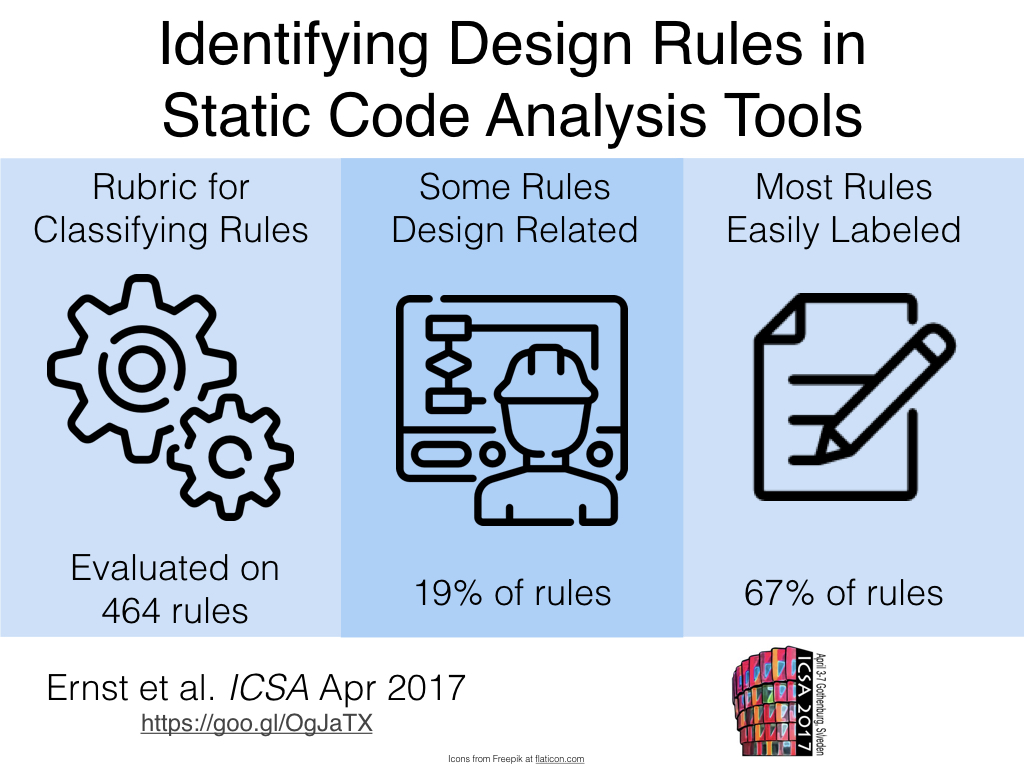 Identifying Design Rules in
Static Code Analysis Tools
Rubric for
Classifying Rules
Evaluated on
464 rules
Some Rules
Design Related
19% of rules
Most Rules
Easily Labeled
67% of rules
Ernst et al. ICSA Apr 2017
https://goo.gl/OgJaTX
ICSA 2017
April 3-7 Gothenburg, Sweden
Icons from Freepik at flaticon.com